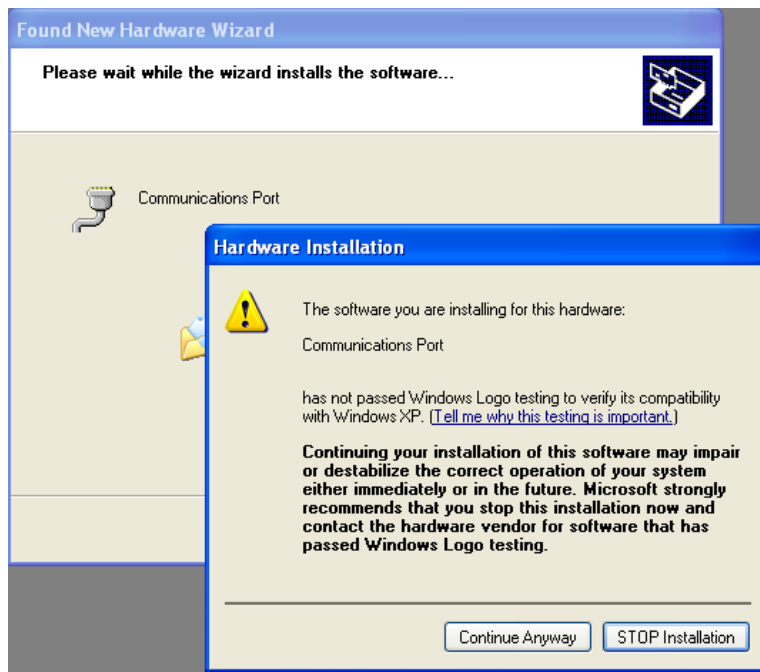 Found New Hardware Wizard
Please wait while the wizard installs the software...
Communications Port
Hardware Installation
The software you are installing for this hardware:
Communications Port
has not passed Windows Logo testing to verify its compatibility
with Windows XP. (Tell me why this testing is important.)
Continuing your installation of this software may impair
or destabilize the correct operation of your system
either immediately or in the future. Microsoft strongly
recommends that you stop this installation now and
contact the hardware vendor for software that has
passed Windows Logo testing.
Continue Anyway
STOP Installation